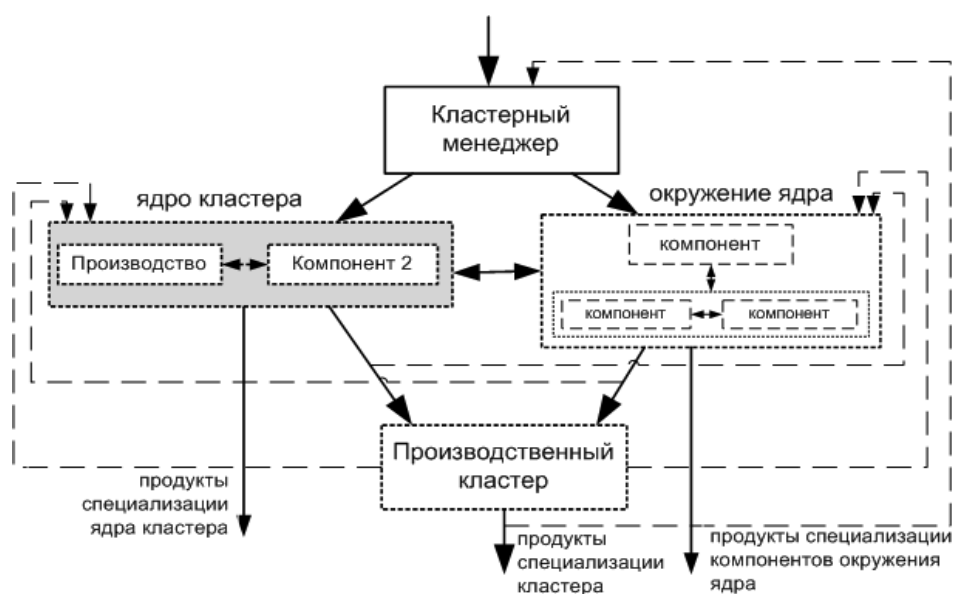 Кластерный
менеджер
ядро кластера
окружение ядра
Производство
Компонент 2
компонент
компонент
компонент
Производственный
кластер
продукты
специализации
ядра кластера
продукты
специализации
кластера
продукты специализации
компонентов окружения
ядра